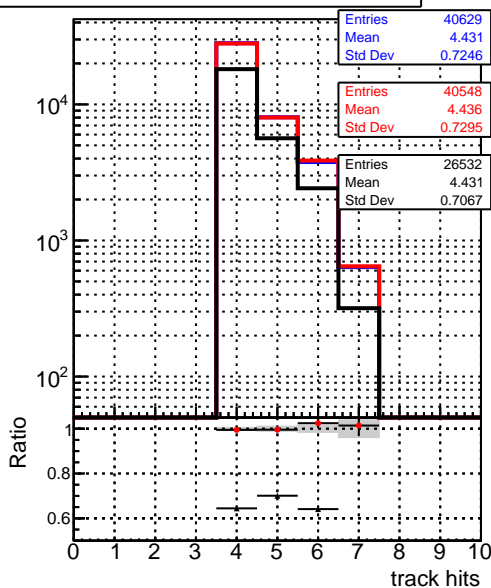 Entries 40629
Mean 4.431
Std Dev 0.7246
Entries 40548
Mean 4.436
Std Dev 0.7295
Entries 26532
Mean 4.431
Std Dev 0.7067
10^4
10^3
10^2
Ratio
1
0.8
0.6
0 1 2 3 4 5 6 7 8 9 10
track hits